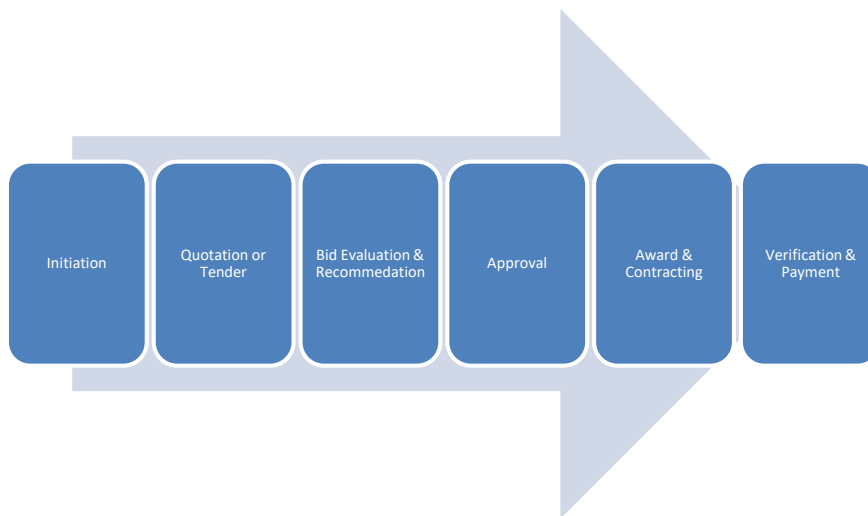 Initiation
Quotation or
Tender
Bid Evaluation &
Recommedation
Approval
Award &
Contracting
Verification &
Payment